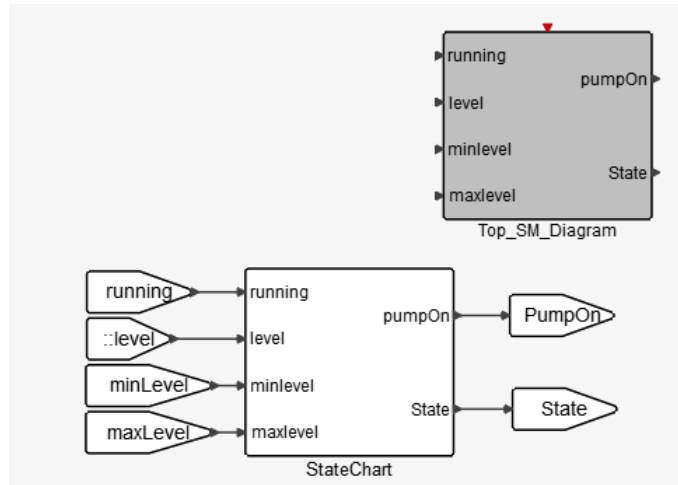 running
level
minlevel
maxlevel
pumpOn
State
Top_SM_Diagram
running
::level
minLevel
maxLevel
running
level
minlevel
maxlevel
pumpOn
State
PumpOn
State
StateChart